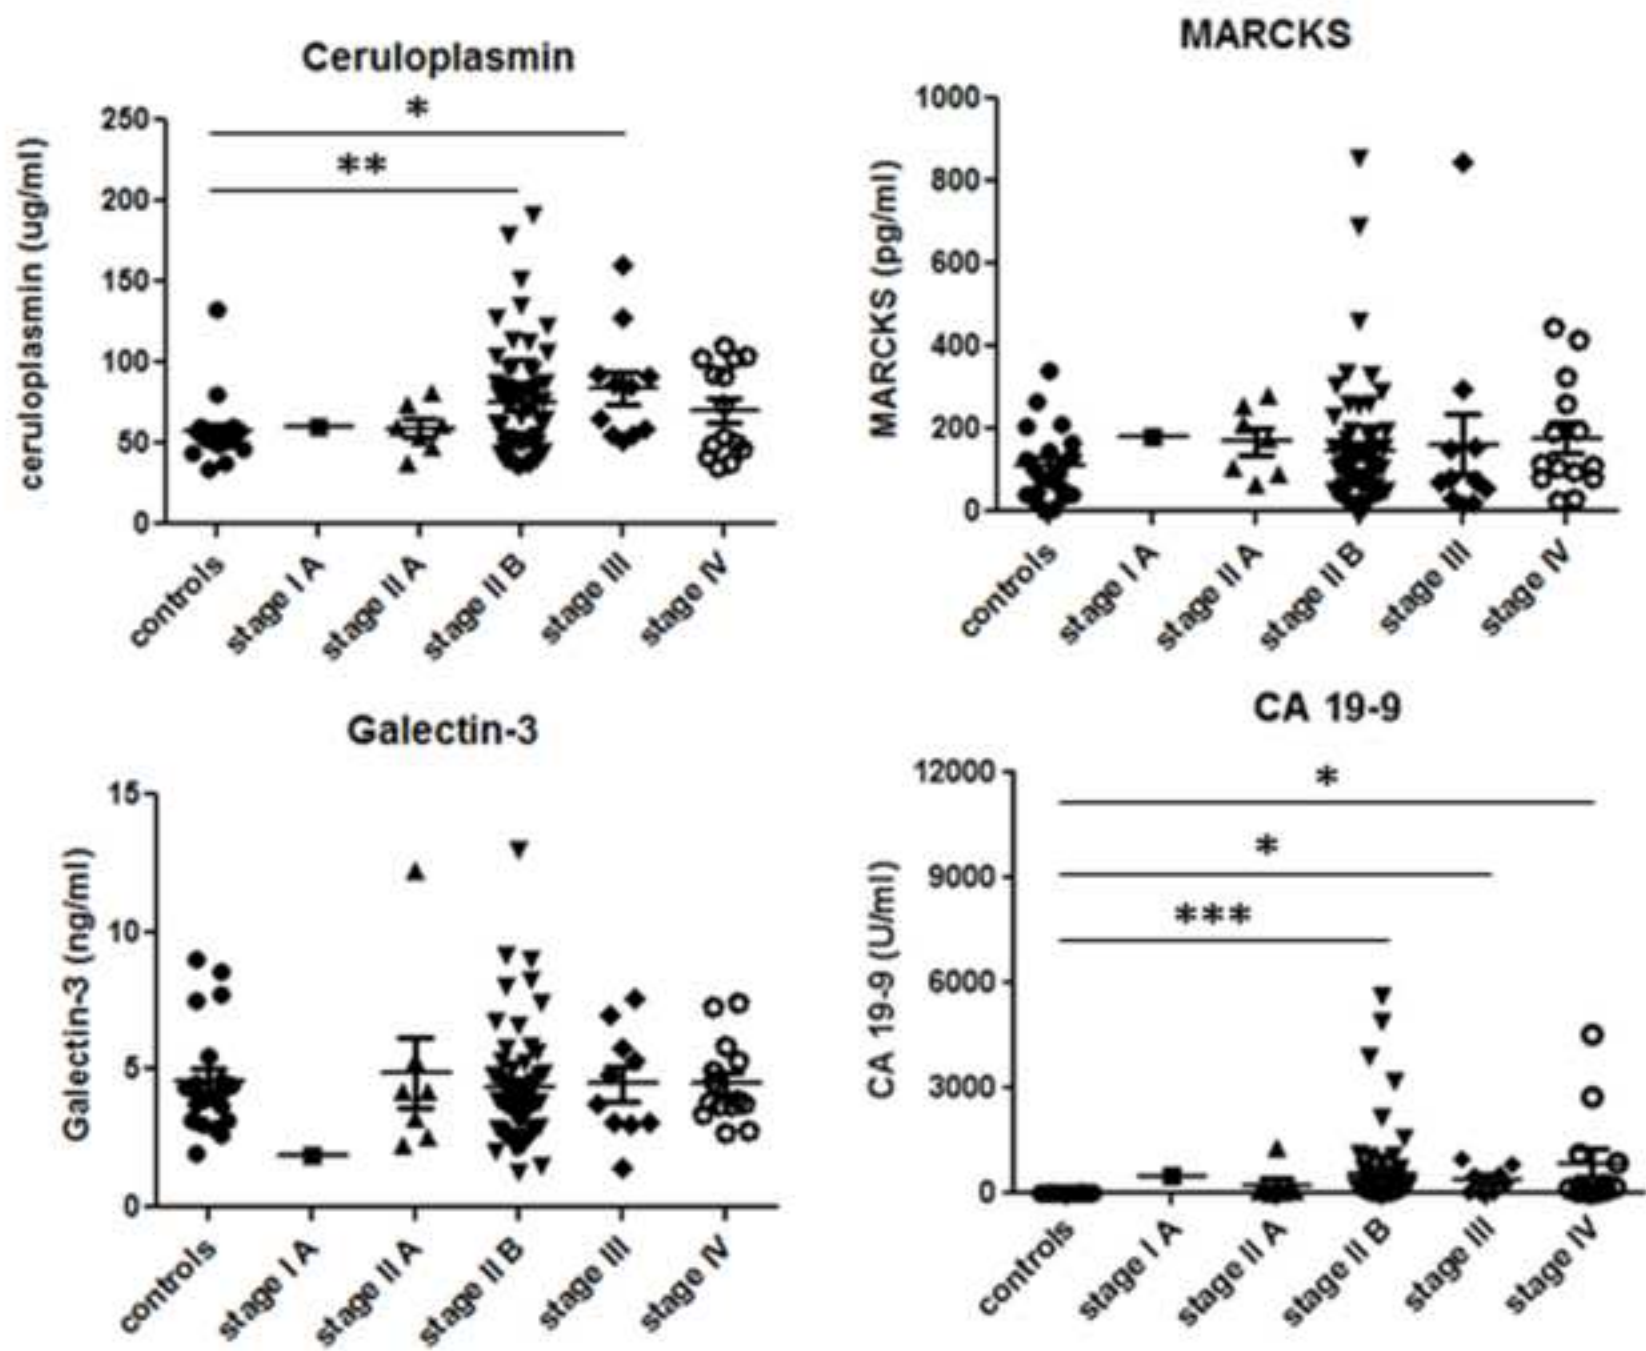 Ceruloplasmin
*
**
ceruloplasmin (ug/ml)
250
200
150
100
50
0
controls
stage I A
stage II A
stage II B
stage III
stage IV
MARCKS
MARCKS (pg/ml)
1000
800
600
400
200
0
controls
stage I A
stage II A
stage II B
stage III
stage IV
Galectin-3
Galectin-3 (ng/ml)
15
10
5
0
controls
stage I A
stage II A
stage II B
stage III
stage IV
CA 19-9
*
*
***
CA 19-9 (U/ml)
12000
9000
6000
3000
0
controls
stage I A
stage II A
stage II B
stage III
stage IV